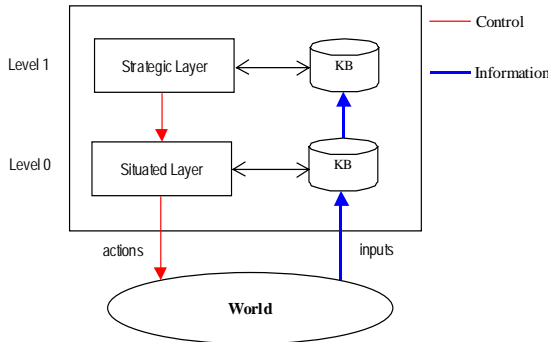 Control
Level 1
Strategic Layer
KB
Information
Level 0
Situated Layer
KB
actions
inputs
World